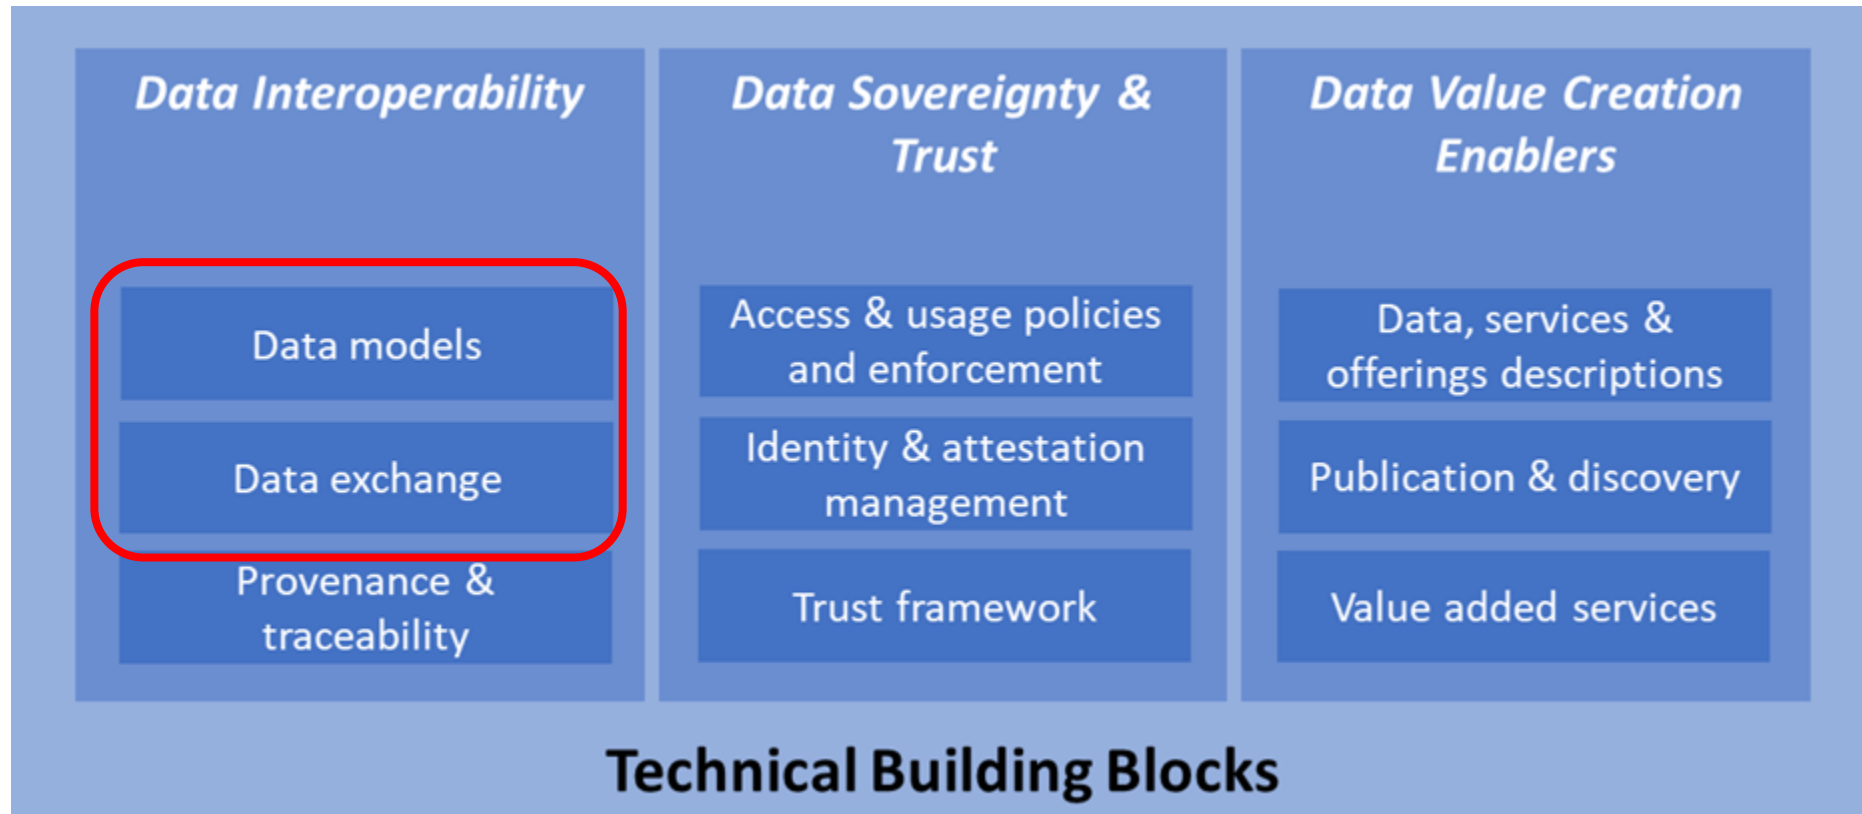 Data Interoperability
Data models
Data exchange
Provenance &
traceability
Data Sovereignty &
Trust
Access & usage policies
and enforcement
Identity & attestation
management
Trust framework
Data Value Creation
Enablers
Data, services &
offerings descriptions
Publication & discovery
Value added services
Technical Building Blocks